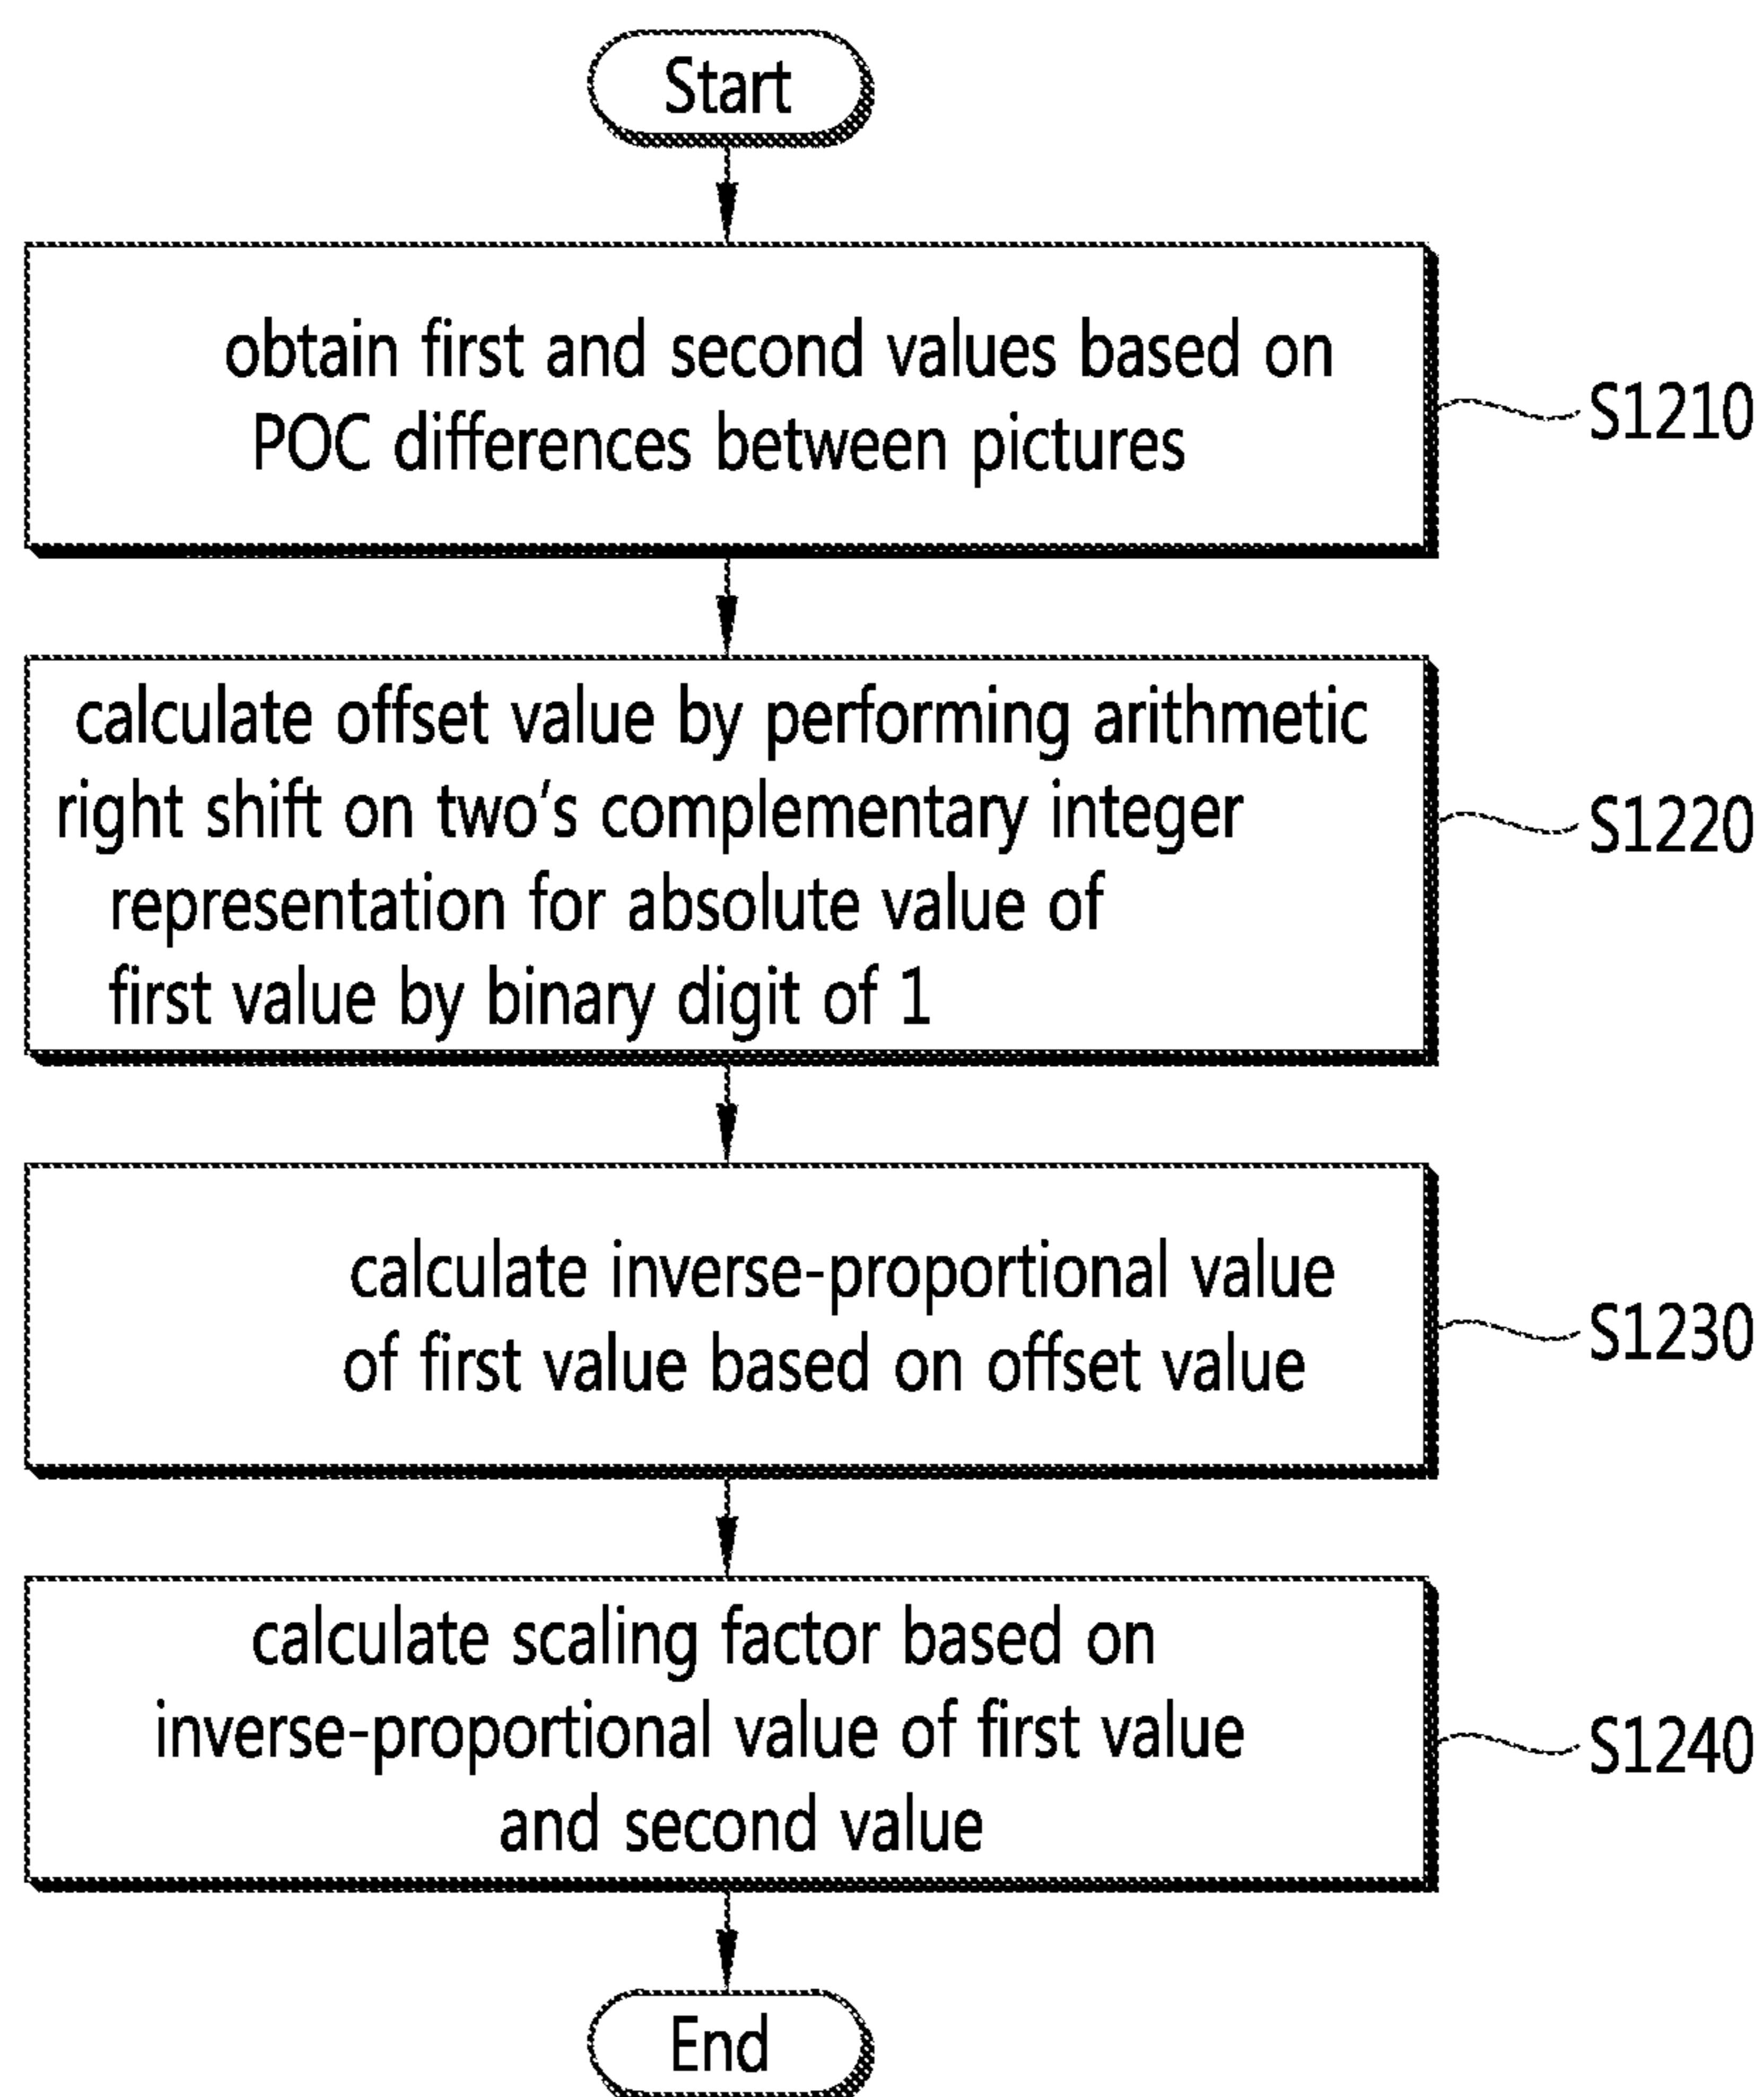 Start
obtain first and second values based on
POC differences between pictures
S1210
calculate offset value by performing arithmetic
right shift on two's complementary integer
representation for absolute value of
first value by binary digit of 1
S1220
calculate inverse-proportional value
of first value based on offset value
S1230
calculate scaling factor based on
inverse-proportional value of first value
and second value
S1240
End